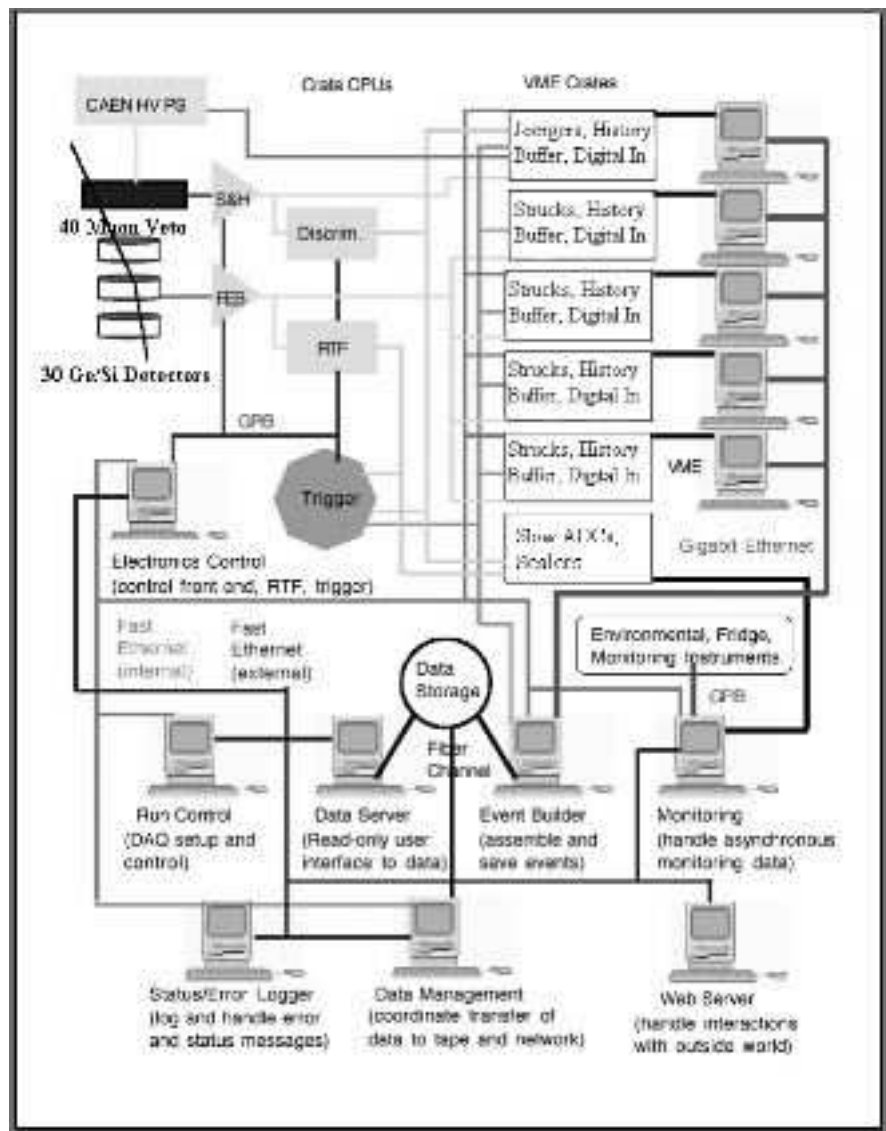 Crate CPUs
VME Crates
CAEN HV PS
Joergers, History
Buffer, Digital In
S&H
40 Muon Veto
Strucks, History
Buffer, Digital In
Discrim.
FEB
Strucks, History
Buffer, Digital In
RTF
30 Ge/Si Detectors
Strucks, History
Buffer, Digital In
GPIB
Strucks, History
Buffer, Digital In
VME
Trigger
Slow ADC's,
Scalers
Gigabit Ethernet
Electronics Control
(control front end, RTF, trigger)
Fast
Ethernet
(internal)
Fast
Ethernet
(external)
Environmental, Fridge,
Monitoring Instruments
Data
Storage
GPIB
Fiber
Channel
Run Control
(DAQ setup and
control)
Data Server
(Read-only user
interface to data)
Event Builder
(assemble and
save events)
Monitoring
(handle asynchronous
monitoring data)
Status/Error Logger
(log and handle error
and status messages)
Data Management
(coordinate transfer of
data to tape and network)
Web Server
(handle interactions
with outside world)